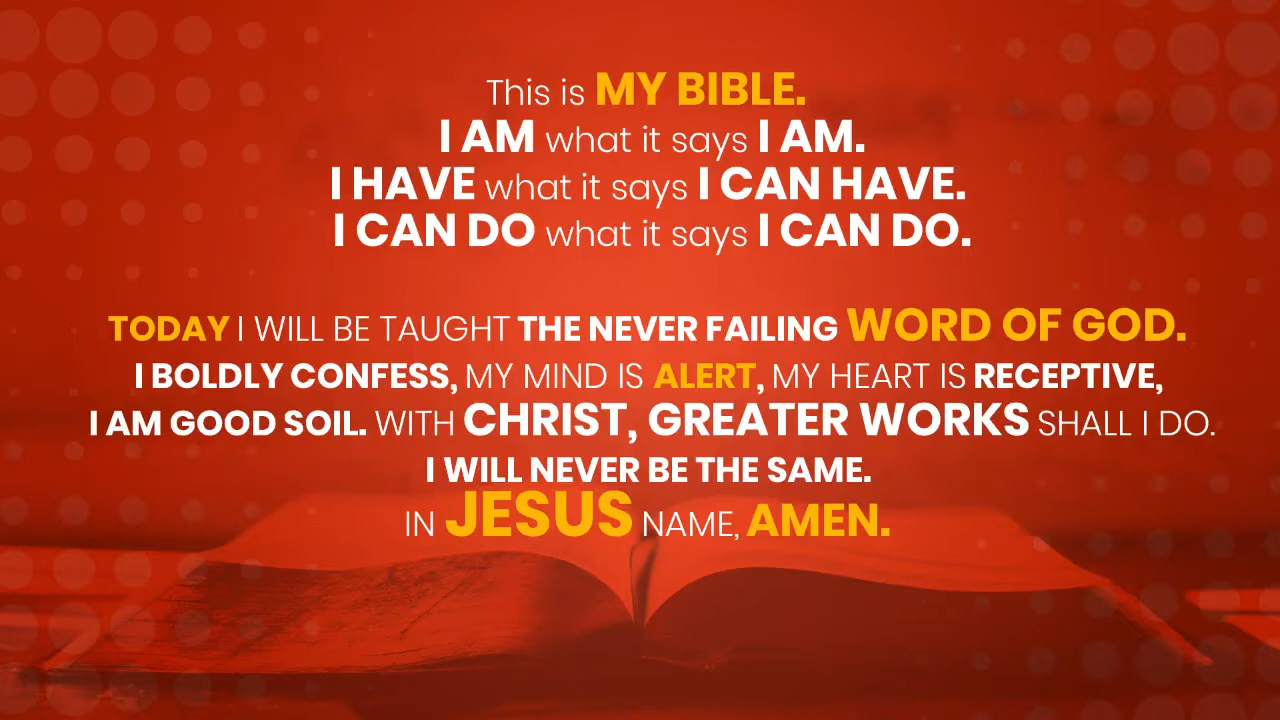 This is MY BIBLE.
I AM what it says I AM.
I HAVE what it says I CAN HAVE.
I CAN DO what it says I CAN DO.
TODAY I WILL BE TAUGHT THE NEVER FAILING WORD OF GOD.
I BOLDLY CONFESS, MY MIND IS ALERT, MY HEART IS RECEPTIVE,
I AM GOOD SOIL. WITH CHRIST, GREATER WORKS SHALL I DO.
I WILL NEVER BE THE SAME.
IN JESUS NAME, AMEN.